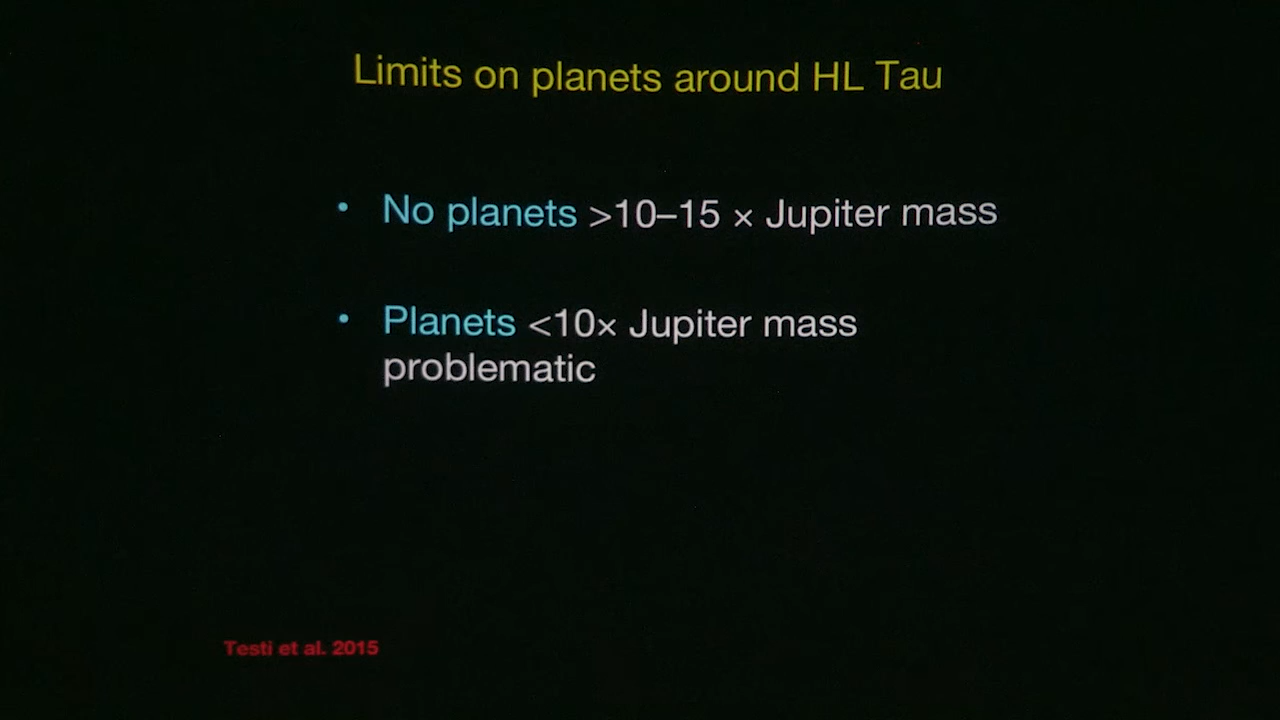 Limits on planets around HL Tau
• No planets >10–15 × Jupiter mass
• Planets <10× Jupiter mass
problematic
Testi et al. 2015